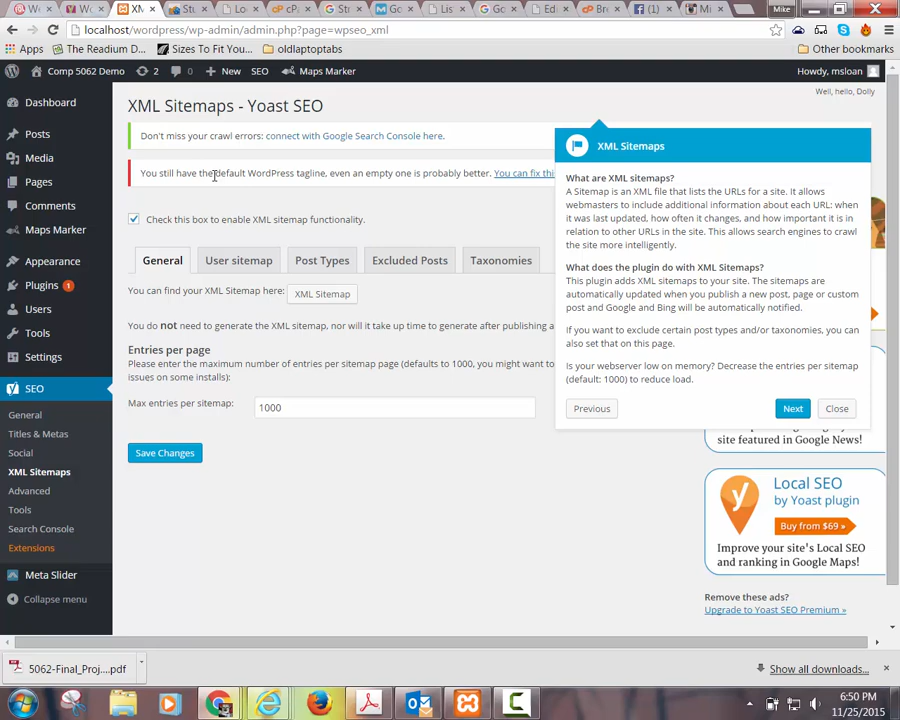 W
W
XM
Stu
Lo
cP
Str
Go
List
Go
Edi
Bro
(1)
Mi
Mike
localhost/wordpress/wp-admin/admin.php?page=wpseo_xml
Apps The Readium D... Sizes To Fit You... oldlaptoptabs Other bookmarks
Comp 5062 Demo 2 0 New SEO Maps Marker Howdy, msloan
Dashboard
Posts
Media
Pages
Comments
Maps Marker
Appearance
Plugins 1
Users
Tools
Settings
SEO
General
Titles & Metas
Social
XML Sitemaps
Advanced
Tools
Search Console
Extensions
Meta Slider
Collapse menu
Well, hello, Dolly
XML Sitemaps - Yoast SEO
Don't miss your crawl errors: connect with Google Search Console here.
You still have the default WordPress tagline, even an empty one is probably better. You can fix this
Check this box to enable XML sitemap functionality.
General User sitemap Post Types Excluded Posts Taxonomies
You can find your XML Sitemap here: XML Sitemap
You do not need to generate the XML sitemap, nor will it take up time to generate after publishing a
Entries per page
Please enter the maximum number of entries per sitemap page (defaults to 1000, you might want to
issues on some installs):
Max entries per sitemap: 1000
Save Changes
XML Sitemaps
What are XML sitemaps?
A Sitemap is an XML file that lists the URLs for a site. It allows
webmasters to include additional information about each URL: when
it was last updated, how often it changes, and how important it is in
relation to other URLs in the site. This allows search engines to crawl
the site more intelligently.
What does the plugin do with XML Sitemaps?
This plugin adds XML sitemaps to your site. The sitemaps are
automatically updated when you publish a new post, page or custom
post and Google and Bing will be automatically notified.
If you want to exclude certain post types and/or taxonomies, you can
also set that on this page.
Is your webserver low on memory? Decrease the entries per sitemap
(default: 1000) to reduce load.
Previous Next Close
site featured in Google News!
Local SEO
by Yoast plugin
Buy from $69 »
Improve your site's Local SEO
and ranking in Google Maps!
Remove these ads?
Upgrade to Yoast SEO Premium »
5062-Final_Proj....pdf Show all downloads...
6:50 PM
11/25/2015